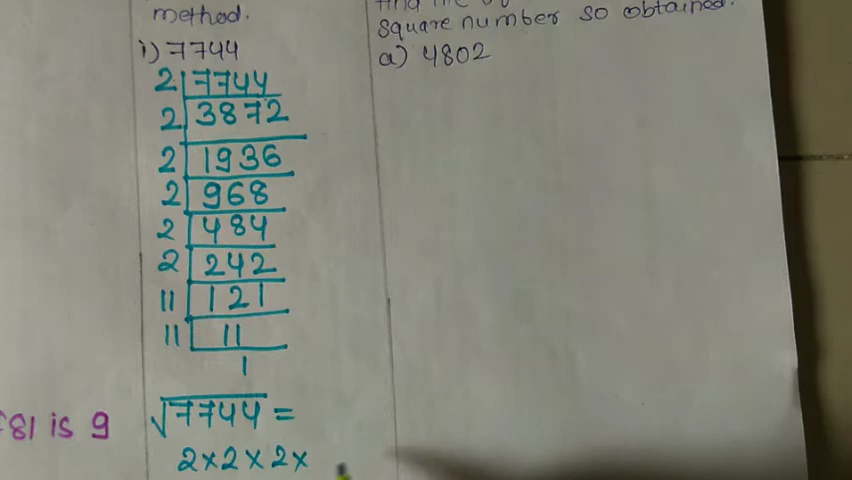 method.
i) 7744
2 7744
2 3872
2 1936
2 968
2 484
2 242
11 121
11 11
1
√7744 =
2×2×2×
81 is 9
square number so obtained.
a) 4802